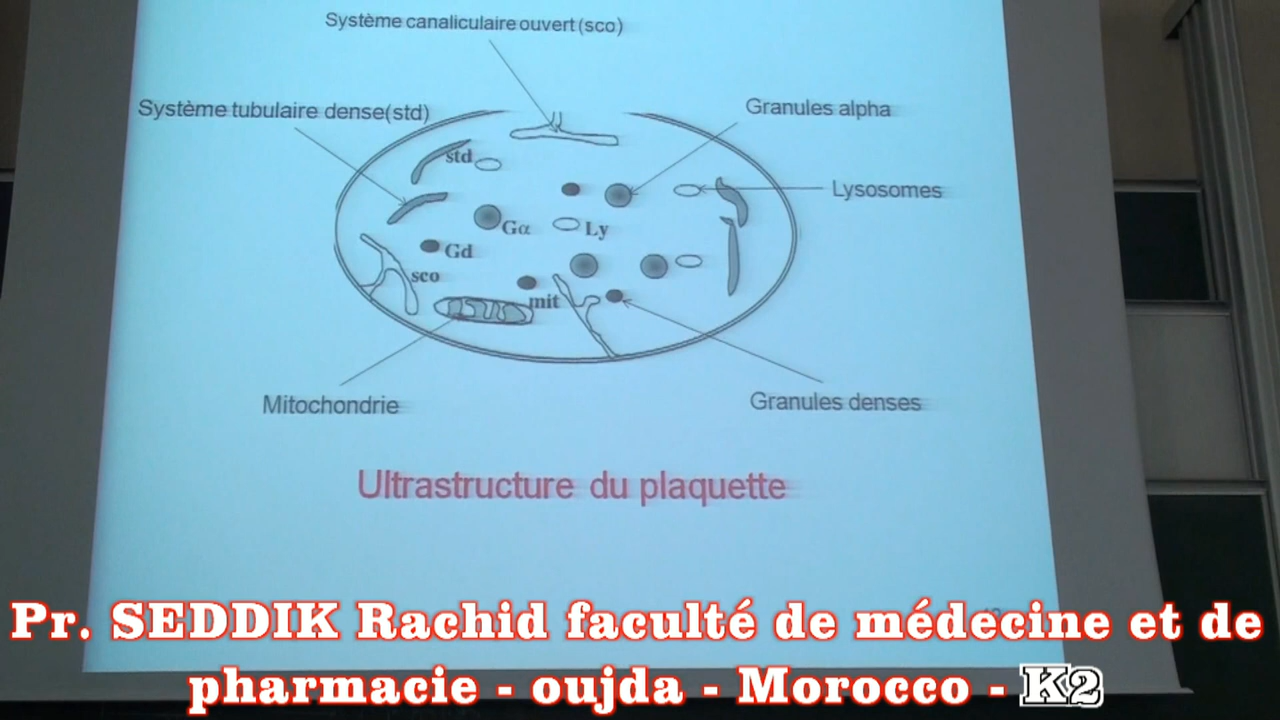 Système canaliculaire ouvert (sco)
Système tubulaire dense(std)
Granules alpha
std
Lysosomes
Gα
Ly
Gd
sco
mit
Mitochondrie
Granules denses
Ultrastructure du plaquette
Pr. SEDDIK Rachid faculté de médecine et de
pharmacie - oujda - Morocco - K2